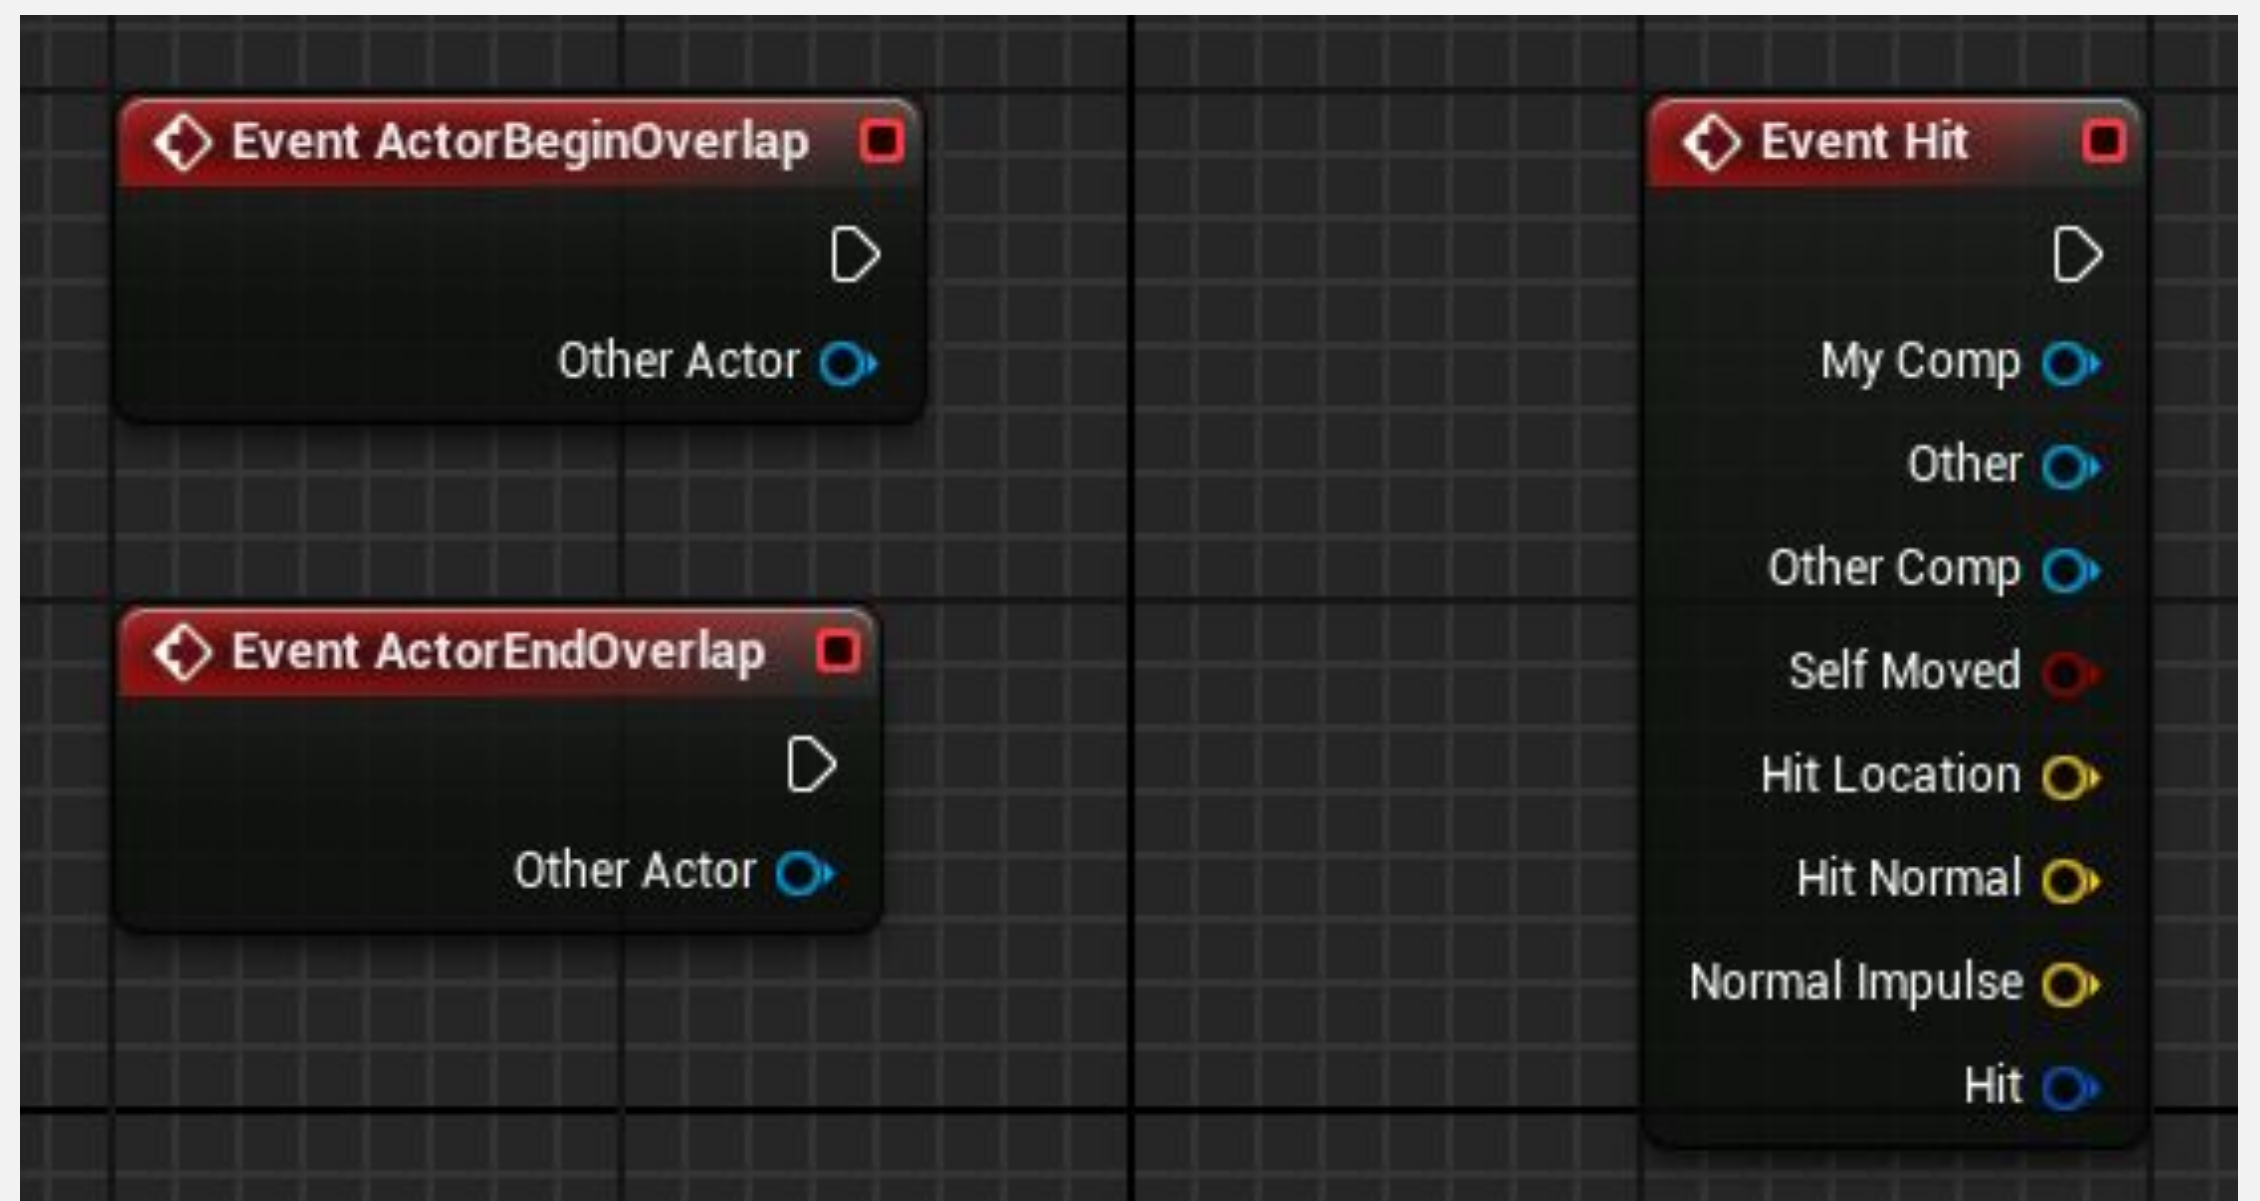 Event ActorBeginOverlap
Other Actor
Event ActorEndOverlap
Other Actor
Event Hit
My Comp
Other
Other Comp
Self Moved
Hit Location
Hit Normal
Normal Impulse
Hit